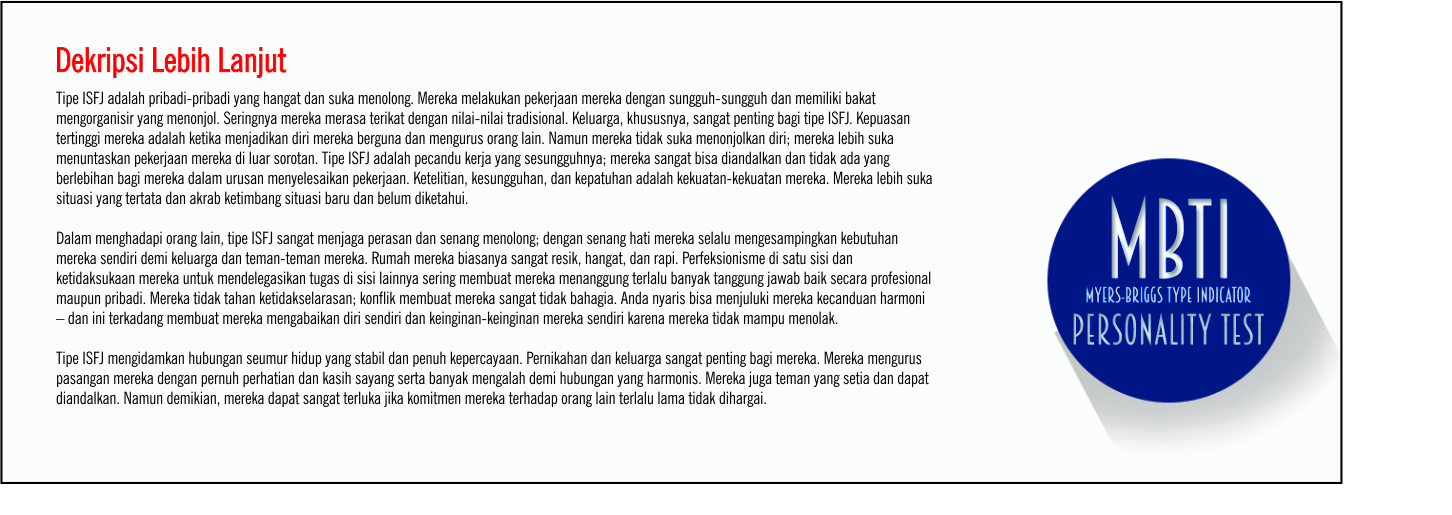 Dekripsi Lebih Lanjut
Tipe ISFJ adalah pribadi-pribadi yang hangat dan suka menolong. Mereka melakukan pekerjaan mereka dengan sungguh-sungguh dan memiliki bakat
mengorganisir yang menonjol. Seringnya mereka merasa terikat dengan nilai-nilai tradisional. Keluarga, khususnya, sangat penting bagi tipe ISFJ. Kepuasan
tertinggi mereka adalah ketika menjadikan diri mereka berguna dan mengurus orang lain. Namun mereka tidak suka menonjolkan diri; mereka lebih suka
menuntaskan pekerjaan mereka di luar sorotan. Tipe ISFJ adalah pecandu kerja yang sesungguhnya; mereka sangat bisa diandalkan dan tidak ada yang
berlebihan bagi mereka dalam urusan menyelesaikan pekerjaan. Ketelitian, kesungguhan, dan kepatuhan adalah kekuatan-kekuatan mereka. Mereka lebih suka
situasi yang tertata dan akrab ketimbang situasi baru dan belum diketahui.
Dalam menghadapi orang lain, tipe ISFJ sangat menjaga perasan dan senang menolong; dengan senang hati mereka selalu mengesampingkan kebutuhan
mereka sendiri demi keluarga dan teman-teman mereka. Rumah mereka biasanya sangat resik, hangat, dan rapi. Perfeksionisme di satu sisi dan
ketidaksukaan mereka untuk mendelegasikan tugas di sisi lainnya sering membuat mereka menanggung terlalu banyak tanggung jawab baik secara profesional
maupun pribadi. Mereka tidak tahan ketidakselarasan; konflik membuat mereka sangat tidak bahagia. Anda nyaris bisa menjuluki mereka kecanduan harmoni
– dan ini terkadang membuat mereka mengabaikan diri sendiri dan keinginan-keinginan mereka sendiri karena mereka tidak mampu menolak.
Tipe ISFJ mengidamkan hubungan seumur hidup yang stabil dan penuh kepercayaan. Pernikahan dan keluarga sangat penting bagi mereka. Mereka mengurus
pasangan mereka dengan pernuh perhatian dan kasih sayang serta banyak mengalah demi hubungan yang harmonis. Mereka juga teman yang setia dan dapat
diandalkan. Namun demikian, mereka dapat sangat terluka jika komitmen mereka terhadap orang lain terlalu lama tidak dihargai.
MBTI
MYERS-BRIGGS TYPE INDICATOR
PERSONALITY TEST